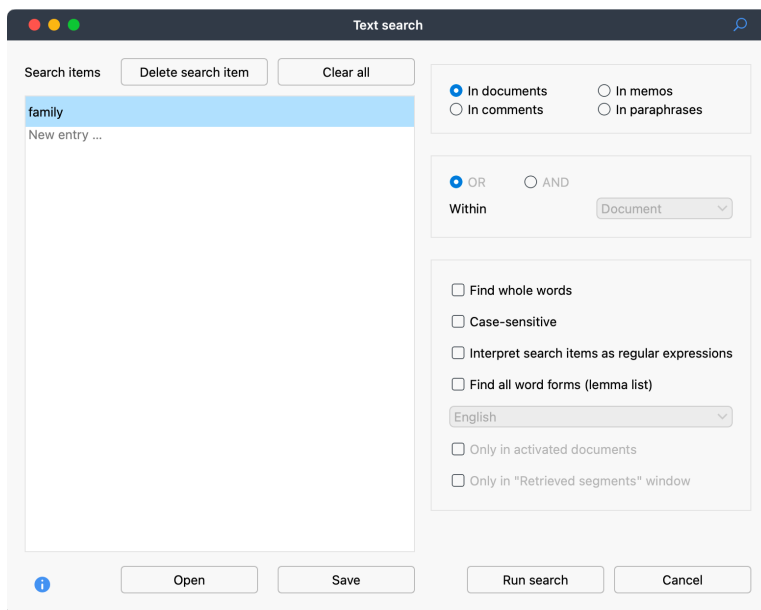 Text search
Search items
Delete search item
Clear all
family
New entry ...
In documents
In memos
In comments
In paraphrases
OR
AND
Within
Document
Find whole words
Case-sensitive
Interpret search items as regular expressions
Find all word forms (lemma list)
English
Only in activated documents
Only in "Retrieved segments" window
Open
Save
Run search
Cancel